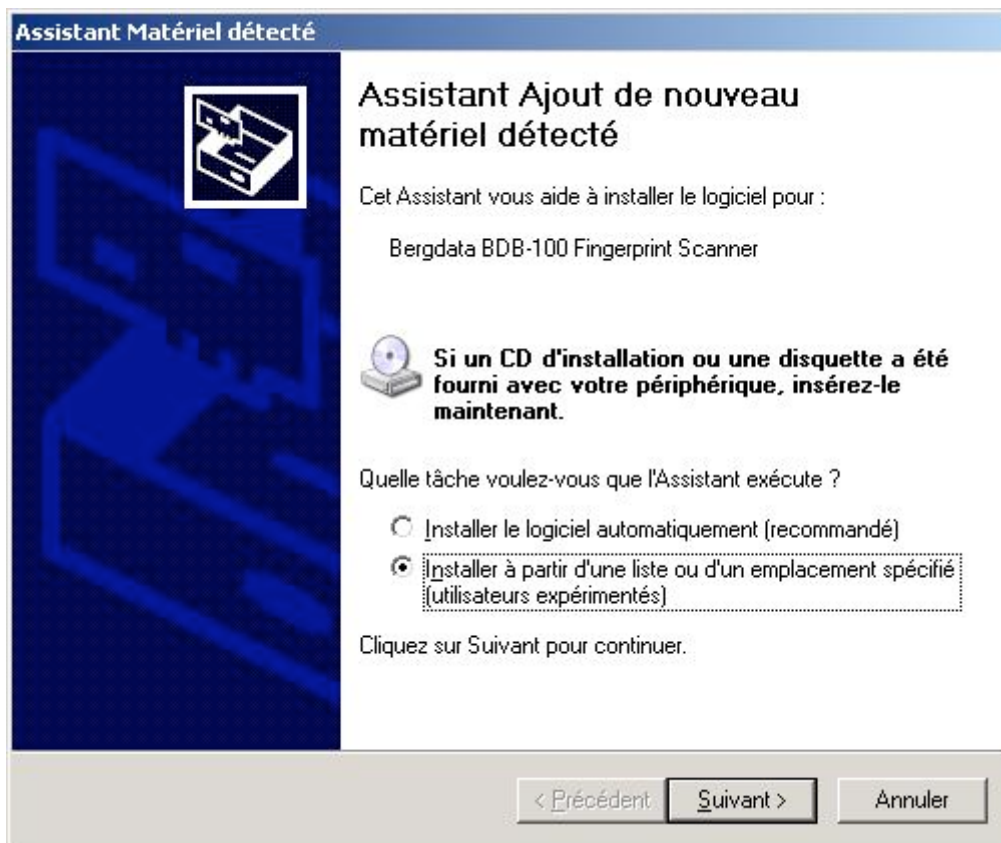 Assistant Matériel détecté
Assistant Ajout de nouveau
matériel détecté
Cet Assistant vous aide à installer le logiciel pour :
Bergdata BDB-100 Fingerprint Scanner
Si un CD d'installation ou une disquette a été
fourni avec votre périphérique, insérez-le
maintenant.
Quelle tâche voulez-vous que l'Assistant exécute ?
Installer le logiciel automatiquement (recommandé)
Installer à partir d'une liste ou d'un emplacement spécifié
(utilisateurs expérimentés)
Cliquez sur Suivant pour continuer.
< Précédent
Suivant >
Annuler